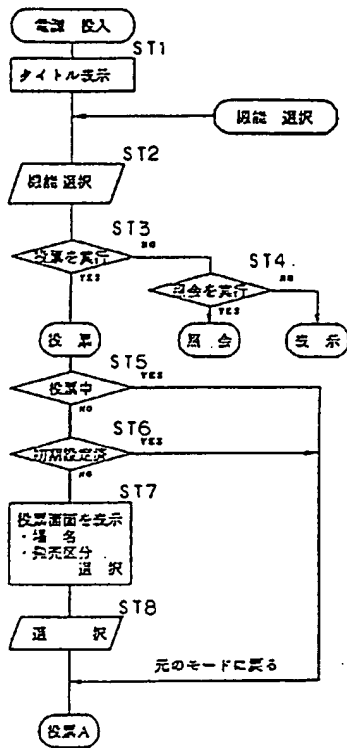 電源 投入
ST1
タイトル表示
機能 選択
ST2
機能選択
ST3
投票を実行
NO
YES
ST4.
照会を実行
NO
YES
投票
照会
表示
ST5
投票中
YES
NO
ST6
初期設定済
YES
NO
ST7
投票画面を表示
・場 名
・発売区分
選 択
ST8
選 択
元のモードに戻る
投票A